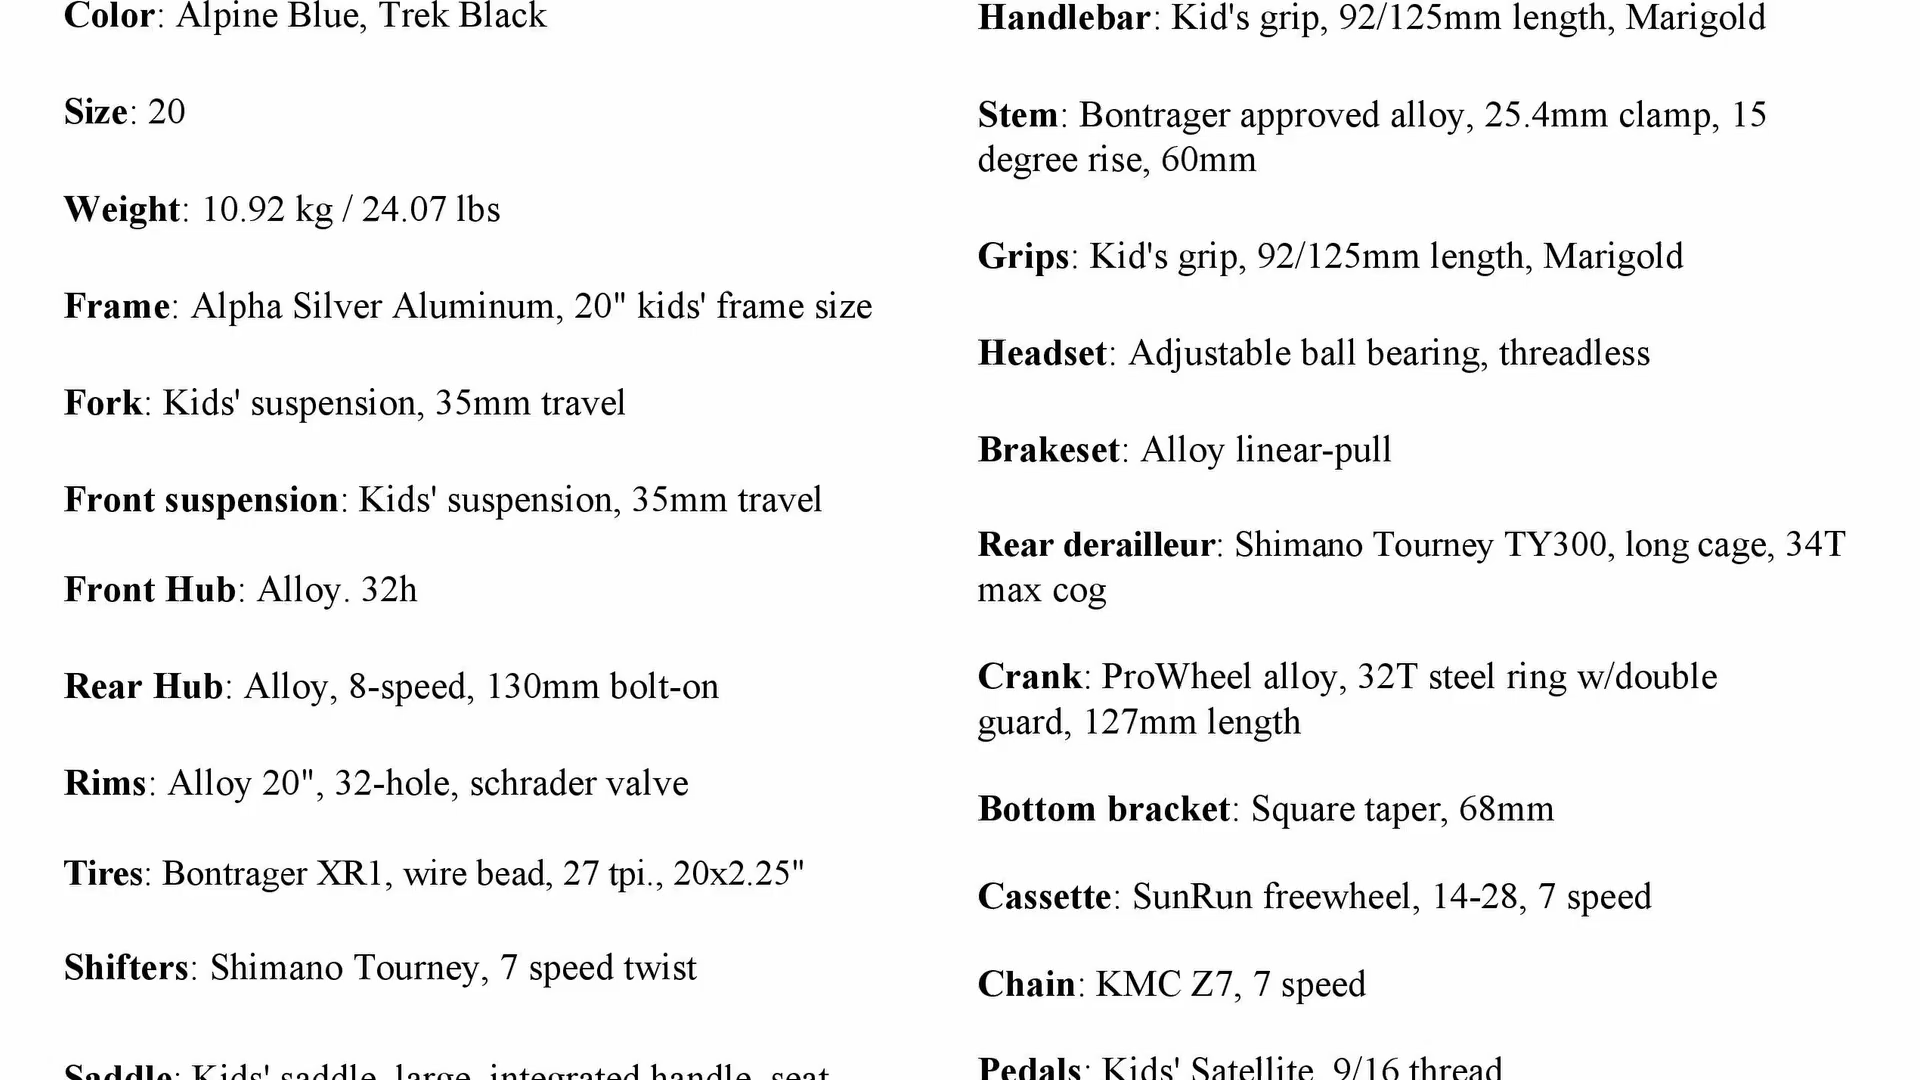 Color: Alpine Blue, Trek Black
Size: 20
Weight: 10.92 kg / 24.07 lbs
Frame: Alpha Silver Aluminum, 20" kids' frame size
Fork: Kids' suspension, 35mm travel
Front suspension: Kids' suspension, 35mm travel
Front Hub: Alloy. 32h
Rear Hub: Alloy, 8-speed, 130mm bolt-on
Rims: Alloy 20", 32-hole, schrader valve
Tires: Bontrager XR1, wire bead, 27 tpi., 20x2.25"
Shifters: Shimano Tourney, 7 speed twist
Saddle: Kids' saddle, large, integrated handle, seat
Handlebar: Kid's grip, 92/125mm length, Marigold
Stem: Bontrager approved alloy, 25.4mm clamp, 15
degree rise, 60mm
Grips: Kid's grip, 92/125mm length, Marigold
Headset: Adjustable ball bearing, threadless
Brakeset: Alloy linear-pull
Rear derailleur: Shimano Tourney TY300, long cage, 34T
max cog
Crank: ProWheel alloy, 32T steel ring w/double
guard, 127mm length
Bottom bracket: Square taper, 68mm
Cassette: SunRun freewheel, 14-28, 7 speed
Chain: KMC Z7, 7 speed
Pedals: Kids' Satellite, 9/16 thread